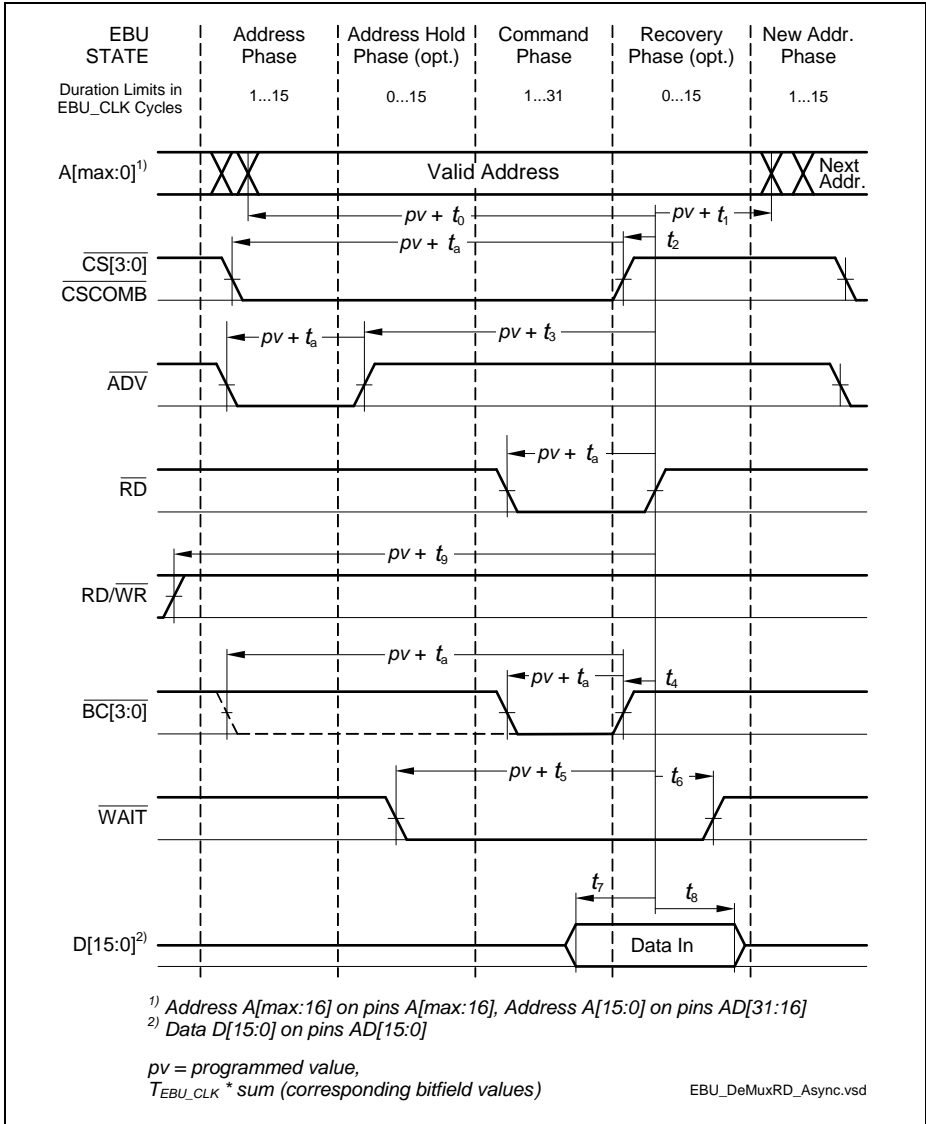 EBU STATE Address Phase Address Hold Phase (opt.) Command Phase Recovery Phase (opt.) New Addr. Phase
Duration Limits in EBU_CLK Cycles 1...15 0...15 1...31 0...15 1...15
A[max:0]1) Valid Address Next Addr.
pv + t0 pv + t1
pv + ta t2
CS[3:0]
CSCOMB
pv + ta pv + t3
ADV
pv + ta
RD
pv + t9
RD/WR
pv + ta
pv + ta t4
BC[3:0]
pv + t5 t6
WAIT
t7 t8
D[15:0]2) Data In
1) Address A[max:16] on pins A[max:16], Address A[15:0] on pins AD[31:16]
2) Data D[15:0] on pins AD[15:0]
pv = programmed value,
TEBU_CLK * sum (corresponding bitfield values) EBU_DeMuxRD_Async.vsd